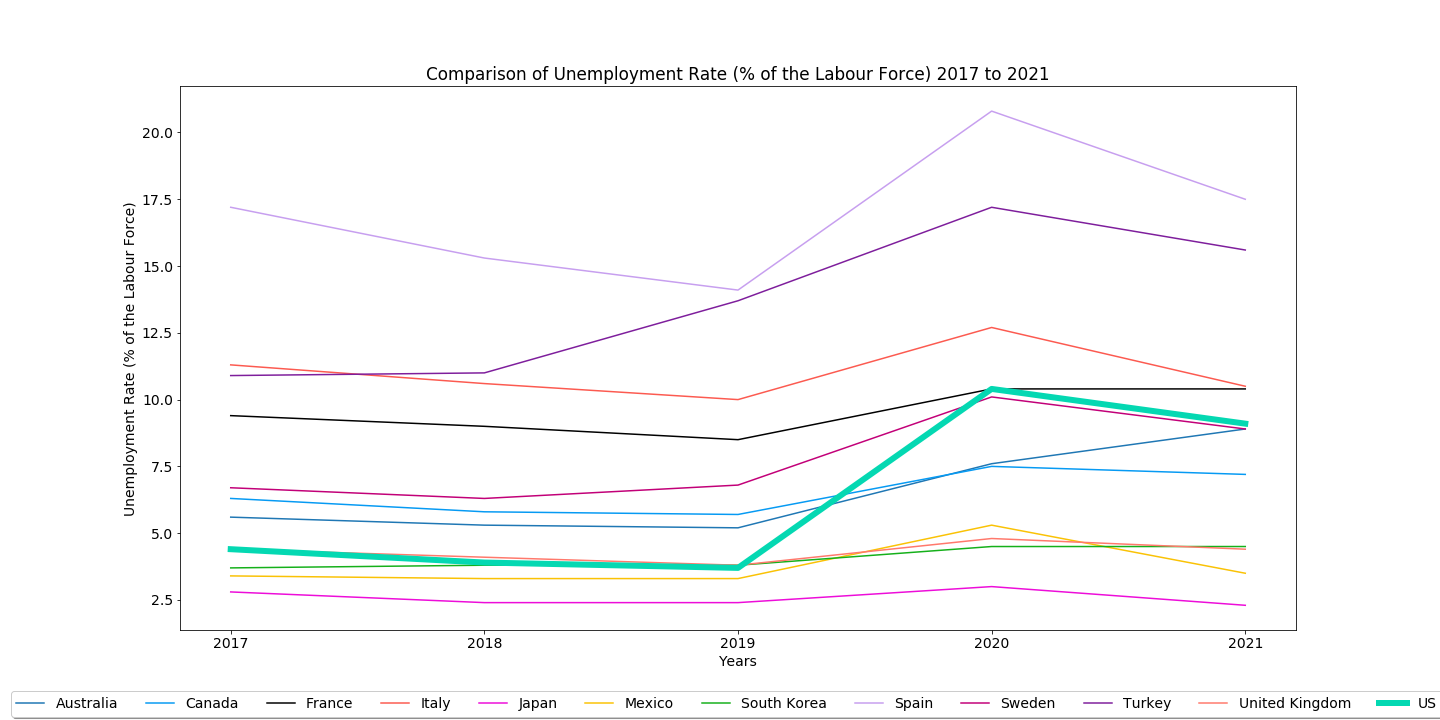 Comparison of Unemployment Rate (% of the Labour Force) 2017 to 2021
Unemployment Rate (% of the Labour Force)
20.0
17.5
15.0
12.5
10.0
7.5
5.0
2.5
2017 2018 2019 2020 2021
Years
Australia Canada France Italy Japan Mexico South Korea Spain Sweden Turkey United Kingdom US